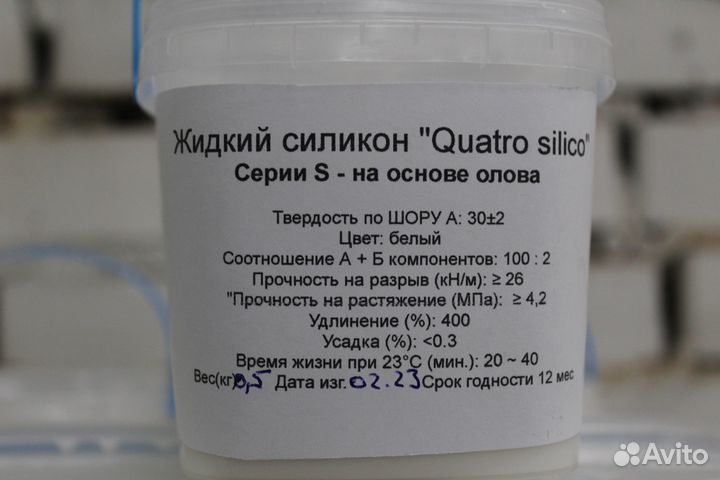 Жидкий силикон "Quatro silico"
Серии S - на основе олова
Твердость по ШОРУ А: 30±2
Цвет: белый
Соотношение А + Б компонентов: 100 : 2
Прочность на разрыв (кН/м): ≥ 26
"Прочность на растяжение (МПа): ≥ 4,2
Удлинение (%): 400
Усадка (%): <0.3
Время жизни при 23°С (мин.): 20 ~ 40
Вес(кг) 0,5 Дата изг. 02.23 Срок годности 12 мес
Avito